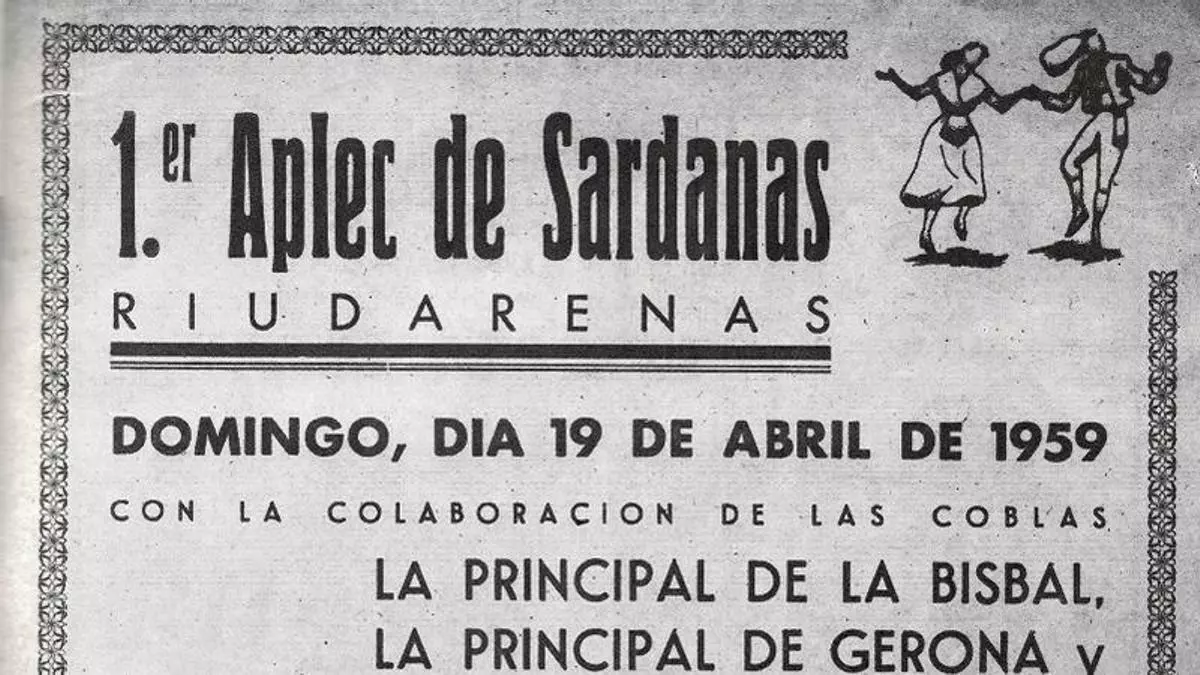 1.er Aplec de Sardanas
RIUDARENAS
DOMINGO, DIA 19 DE ABRIL DE 1959
CON LA COLABORACION DE LAS COBLAS
LA PRINCIPAL DE LA BISBAL,
LA PRINCIPAL DE GERONA y